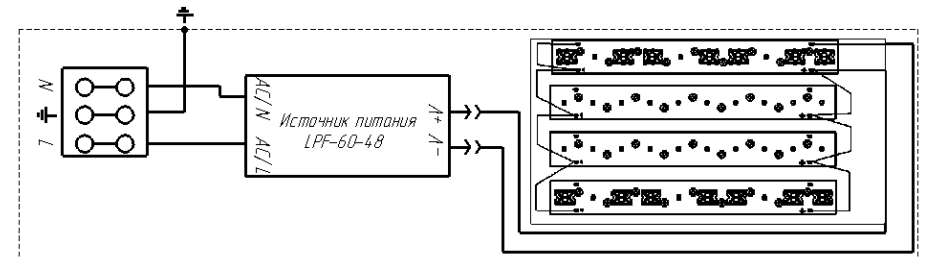 N
L
AC/N
AC/L
Источник питания
LPF-60-48
Λ+
Λ-